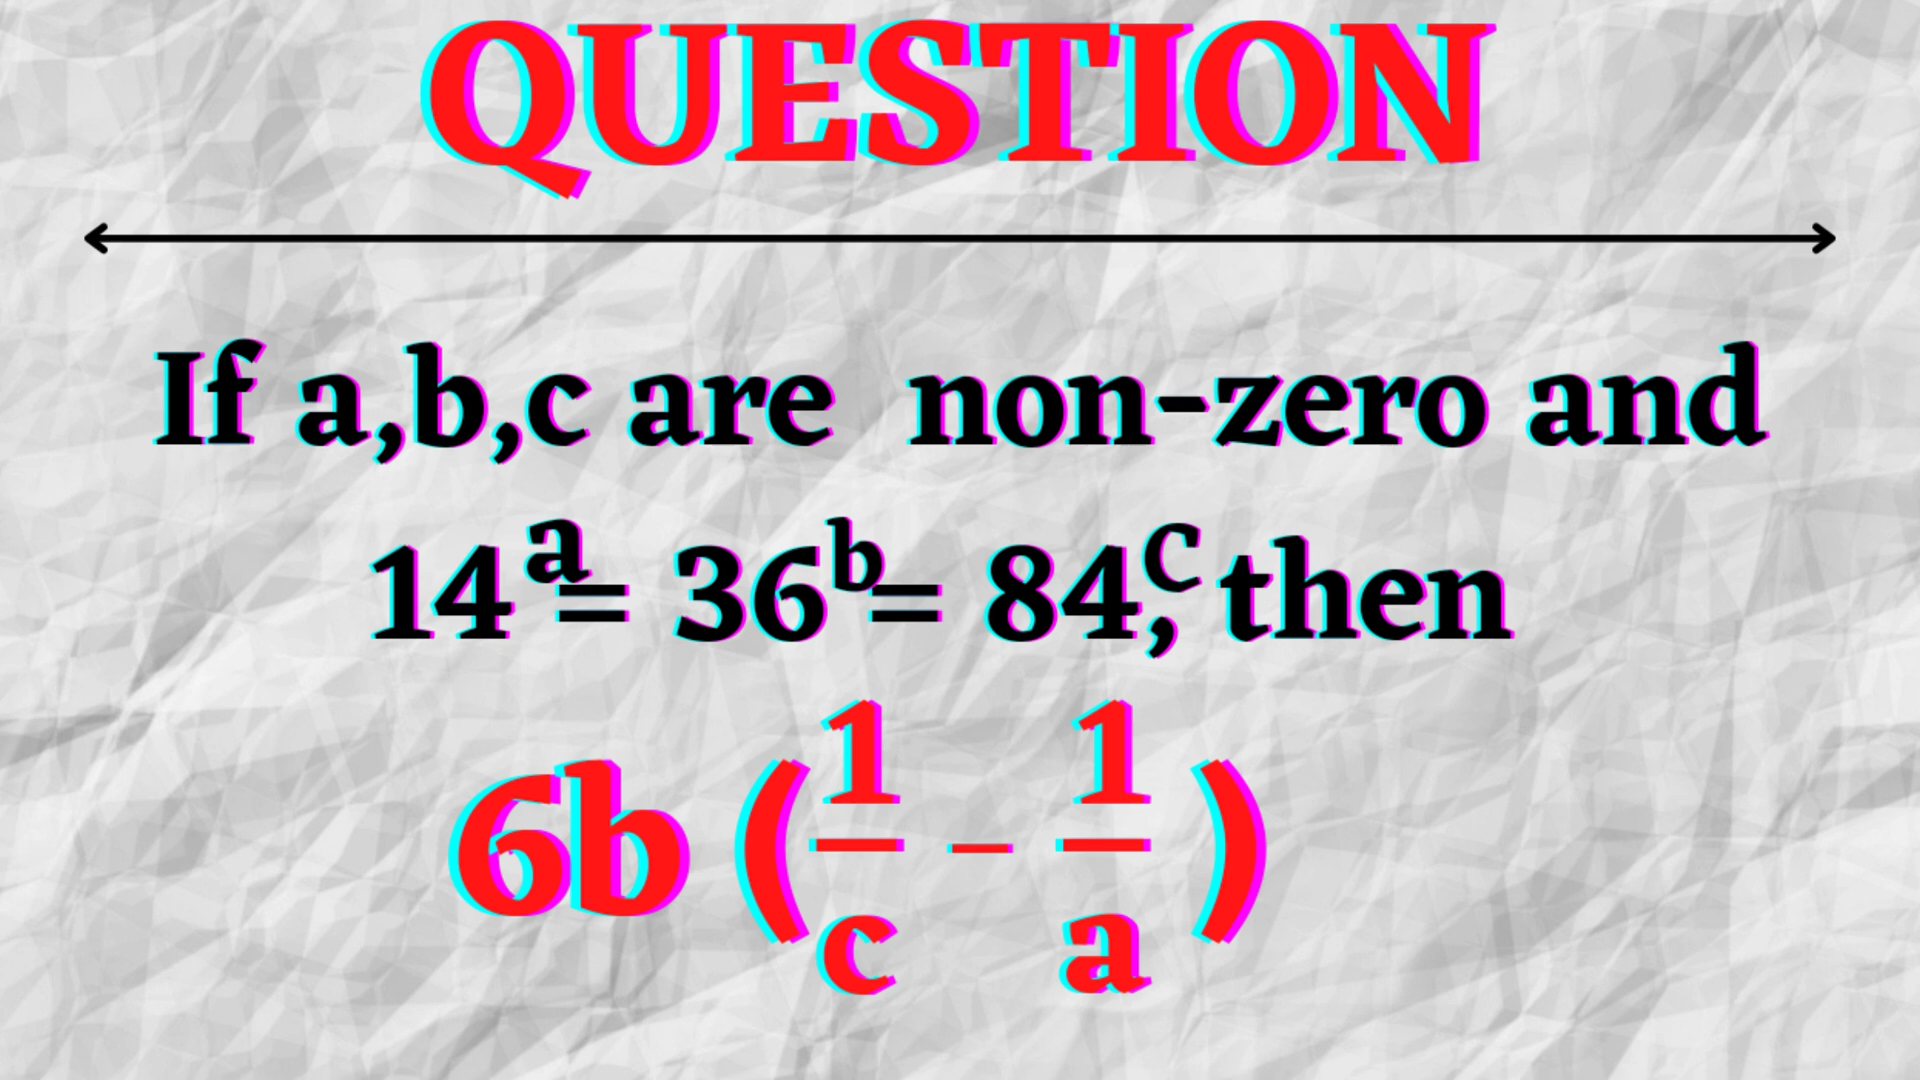 QUESTION
If a,b,c are non-zero and
14ᵃ= 36ᵇ= 84ᶜ, then
6b (1/c – 1/a)